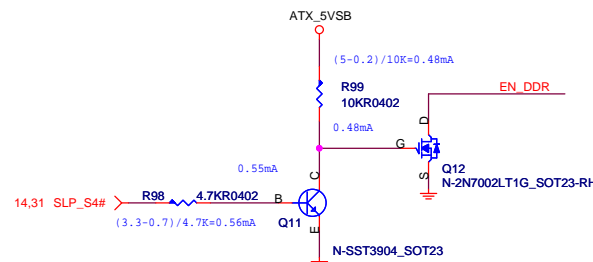 ATX_5VSB
(5-0.2)/10K=0.48mA
R99
10KR0402
EN_DDR
0.48mA
D
G
0.55mA
C
S
Q12
N-2N7002LT1G_SOT23-RH
14,31 SLP_S4#
R98 4.7KR0402
B
(3.3-0.7)/4.7K=0.56mA
Q11
E
N-SST3904_SOT23